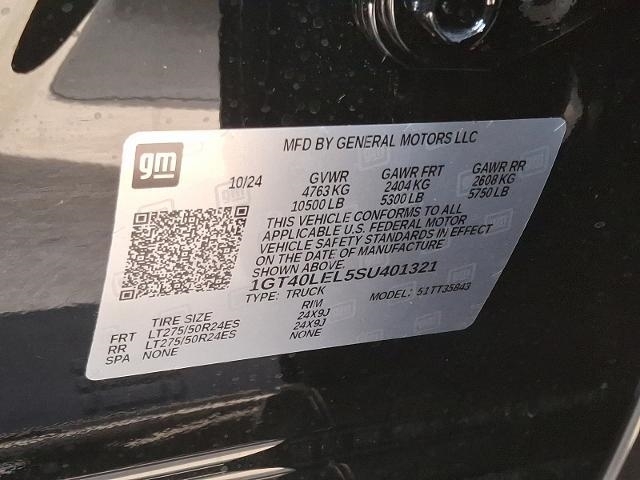 MFD BY GENERAL MOTORS LLC
gm
10/24 GVWR GAWR FRT GAWR RR
4763 KG 2404 KG 2608 KG
10500 LB 5300 LB 5750 LB
THIS VEHICLE CONFORMS TO ALL
APPLICABLE U.S. FEDERAL MOTOR
VEHICLE SAFETY STANDARDS IN EFFECT
ON THE DATE OF MANUFACTURE
SHOWN ABOVE.
1GT40LEL5SU401321
TYPE: TRUCK MODEL: 51TT35843
TIRE SIZE RIM
FRT LT275/50R24ES 24X9J
RR LT275/50R24ES 24X9J
SPA NONE NONE